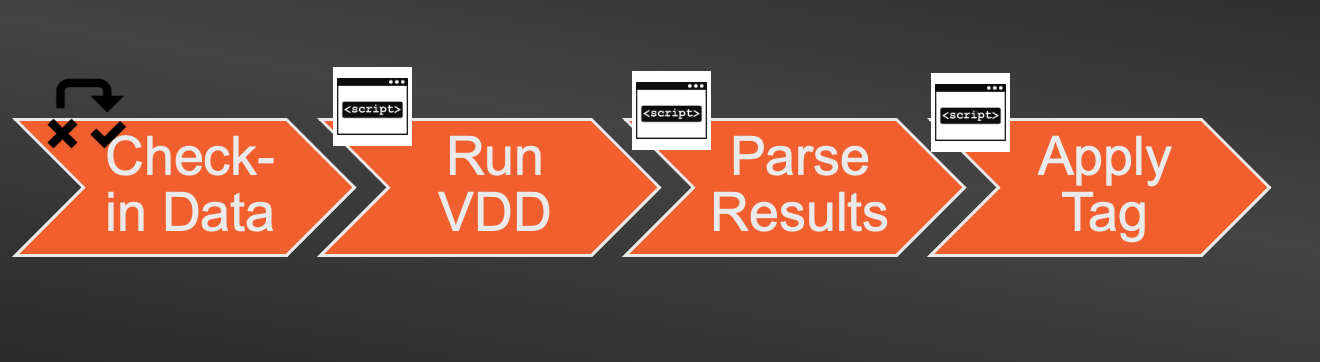 <script>
<script>
<script>
Check-
in Data
Run
VDD
Parse
Results
Apply
Tag